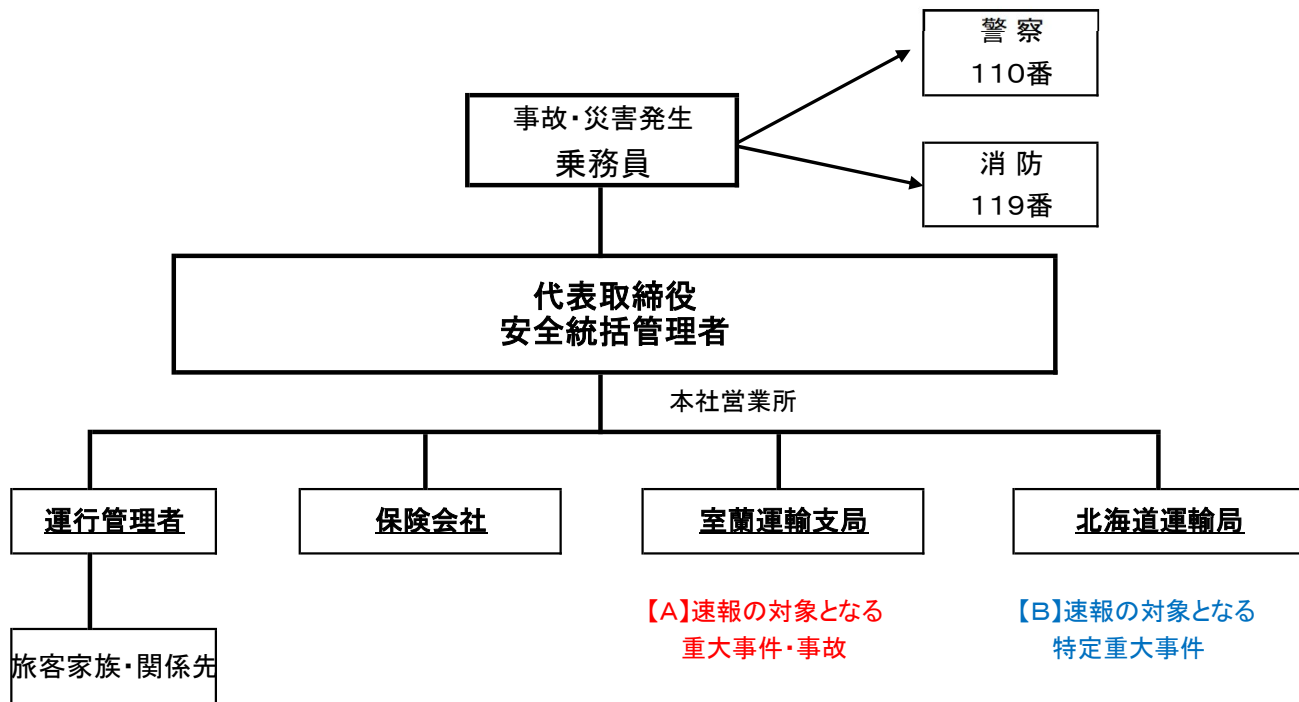 警 察
110番
事故・災害発生
乗務員
消 防
119番
代表取締役
安全統括管理者
本社営業所
運行管理者
保険会社
室蘭運輸支局
北海道運輸局
【A】速報の対象となる
重大事件・事故
【B】速報の対象となる
特定重大事件
旅客家族・関係先